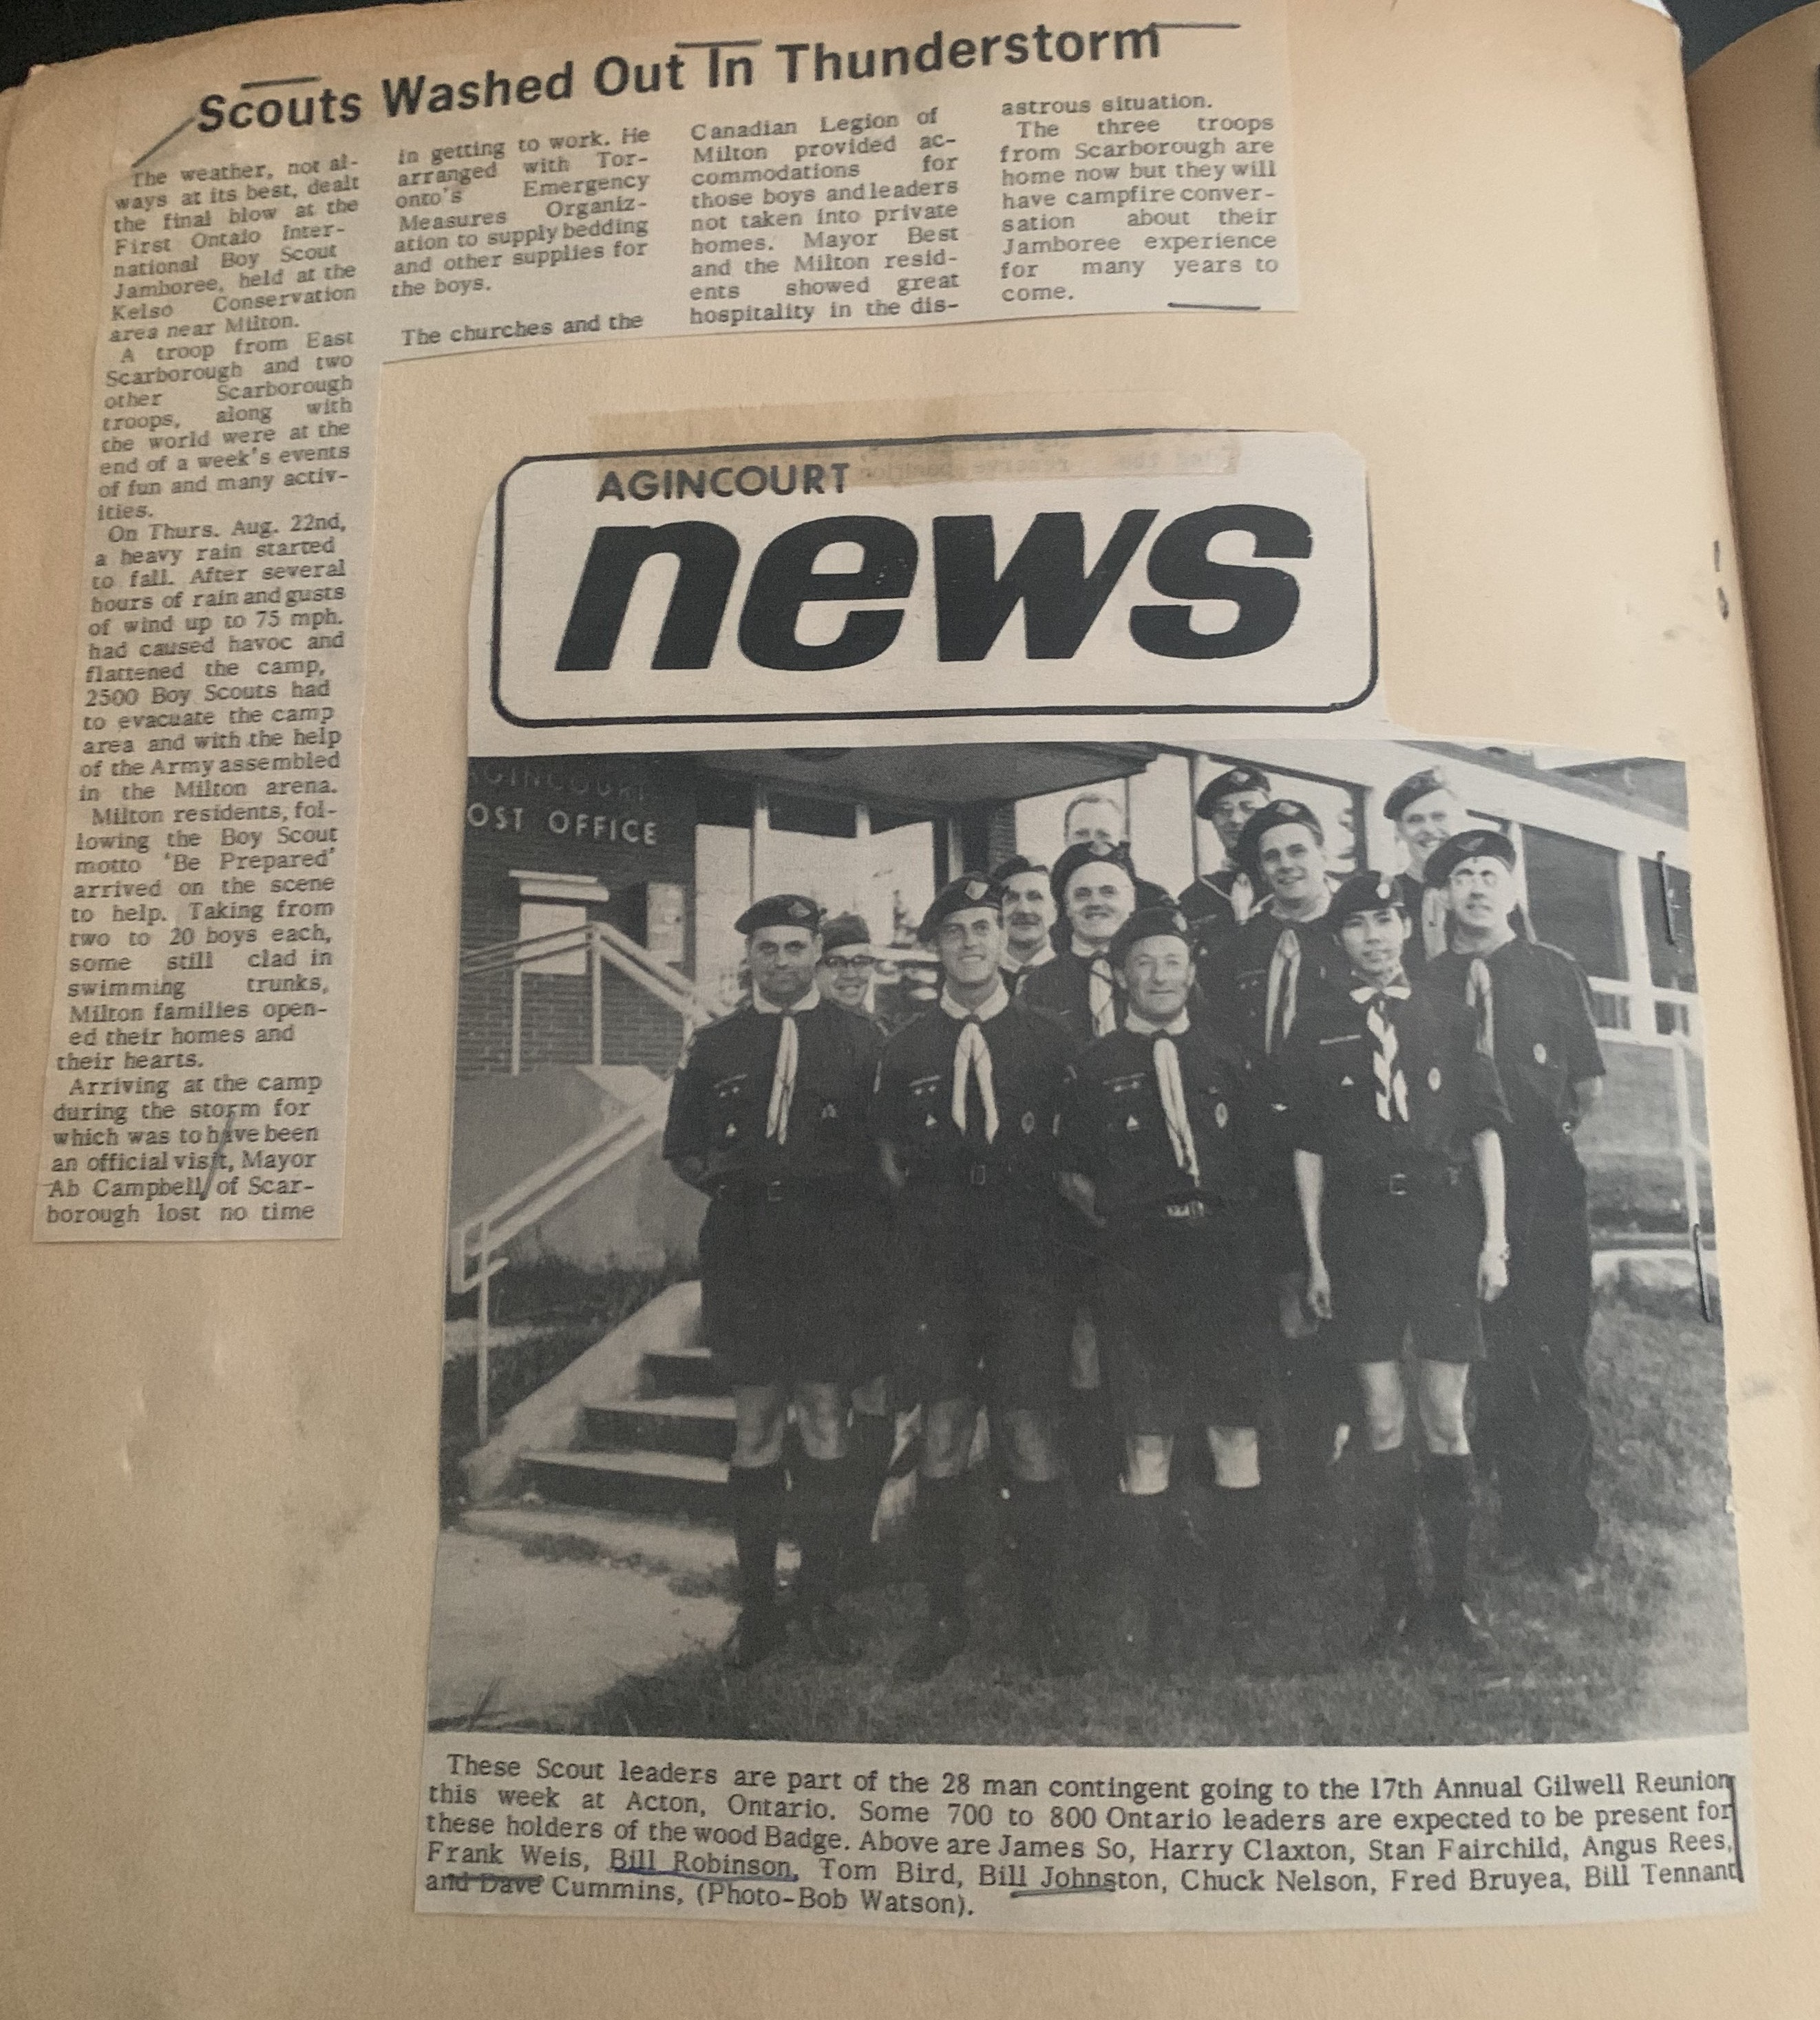 Scouts Washed Out In Thunderstorm
The weather, not al-
ways at its best, dealt
the final blow at the
First Ontaio Inter-
national Boy Scout
Jamboree, held at the
Kelso Conservation
area near Milton.
A troop from East
Scarborough and two
other Scarborough
troops, along with
the world were at the
end of a week's events
of fun and many activ-
ities.
On Thurs. Aug. 22nd,
a heavy rain started
to fall. After several
hours of rain and gusts
of wind up to 75 mph.
had caused havoc and
flattened the camp,
2500 Boy Scouts had
to evacuate the camp
area and with the help
of the Army assembled
in the Milton arena.
Milton residents, fol-
lowing the Boy Scout
motto 'Be Prepared'
arrived on the scene
to help. Taking from
two to 20 boys each,
some still clad in
swimming trunks,
Milton families open-
ed their homes and
their hearts.
Arriving at the camp
during the storm for
which was to have been
an official visit, Mayor
Ab Campbell, of Scar-
borough lost no time
in getting to work. He
arranged with Tor-
onto's Emergency
Measures Organiz-
ation to supply bedding
and other supplies for
the boys.
The churches and the
Canadian Legion of
Milton provided ac-
commodations for
those boys and leaders
not taken into private
homes. Mayor Best
and the Milton resid-
ents showed great
hospitality in the dis-
astrous situation.
The three troops
from Scarborough are
home now but they will
have campfire conver-
sation about their
Jamboree experience
for many years to
come.
AGINCOURT
news
AGINCOURT
OST OFFICE
These Scout leaders are part of the 28 man contingent going to the 17th Annual Gilwell Reunion
this week at Acton, Ontario. Some 700 to 800 Ontario leaders are expected to be present for
these holders of the wood Badge. Above are James So, Harry Claxton, Stan Fairchild, Angus Rees,
Frank Weis, Bill Robinson, Tom Bird, Bill Johnston, Chuck Nelson, Fred Bruyea, Bill Tennant
and Dave Cummins, (Photo-Bob Watson).